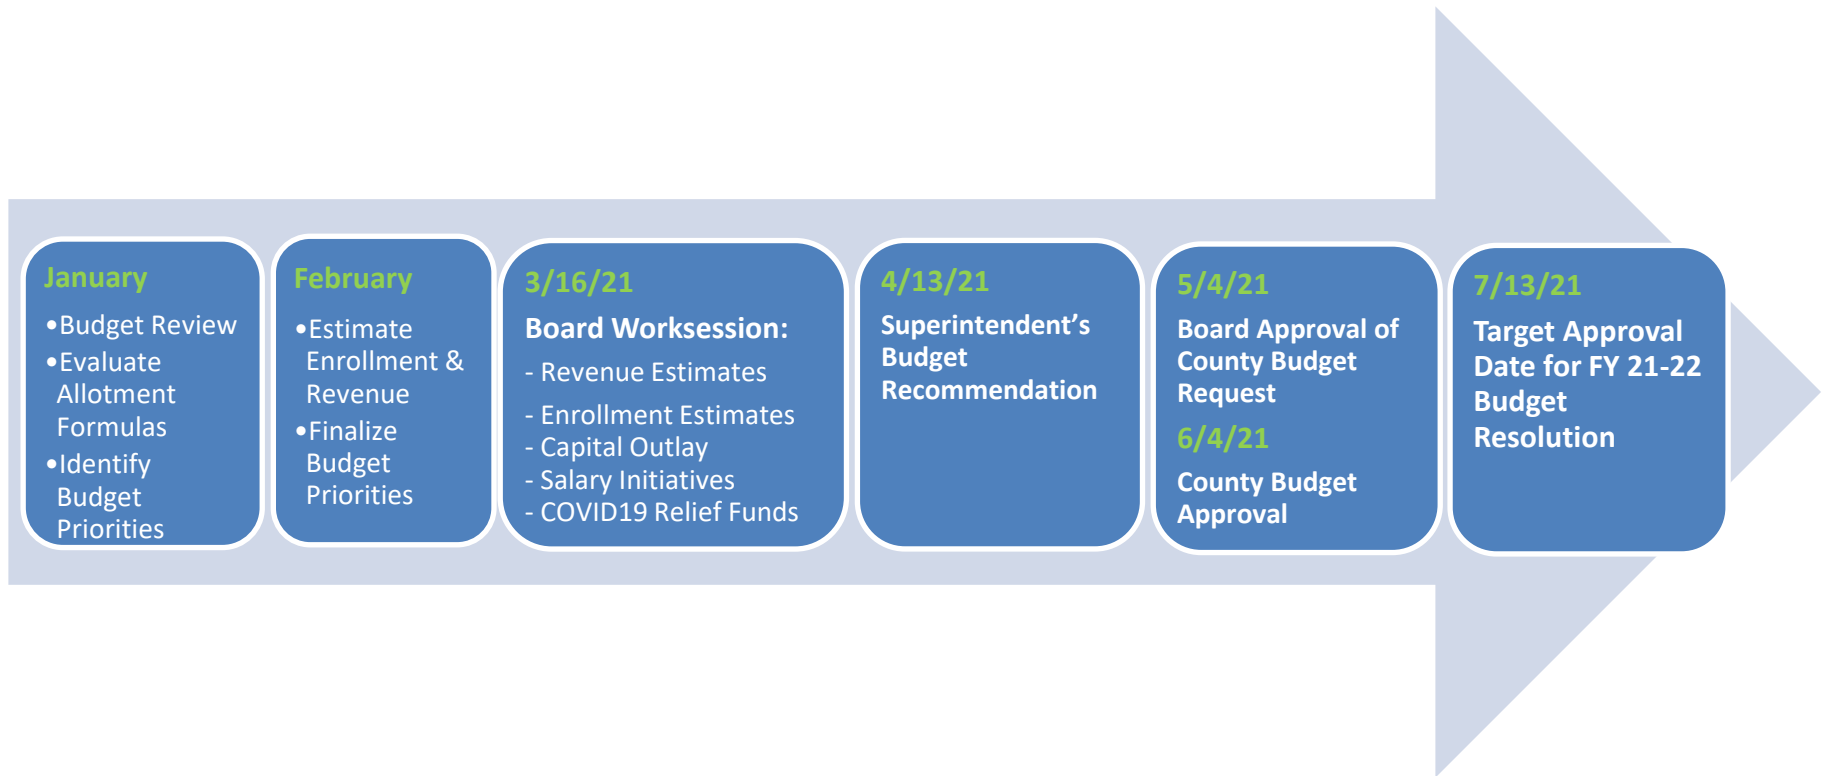 January
•Budget Review
•Evaluate
Allotment
Formulas
•Identify
Budget
Priorities
February
•Estimate
Enrollment &
Revenue
•Finalize
Budget
Priorities
3/16/21
Board Worksession:
- Revenue Estimates
- Enrollment Estimates
- Capital Outlay
- Salary Initiatives
- COVID19 Relief Funds
4/13/21
Superintendent’s
Budget
Recommendation
5/4/21
Board Approval of
County Budget
Request
6/4/21
County Budget
Approval
7/13/21
Target Approval
Date for FY 21-22
Budget
Resolution